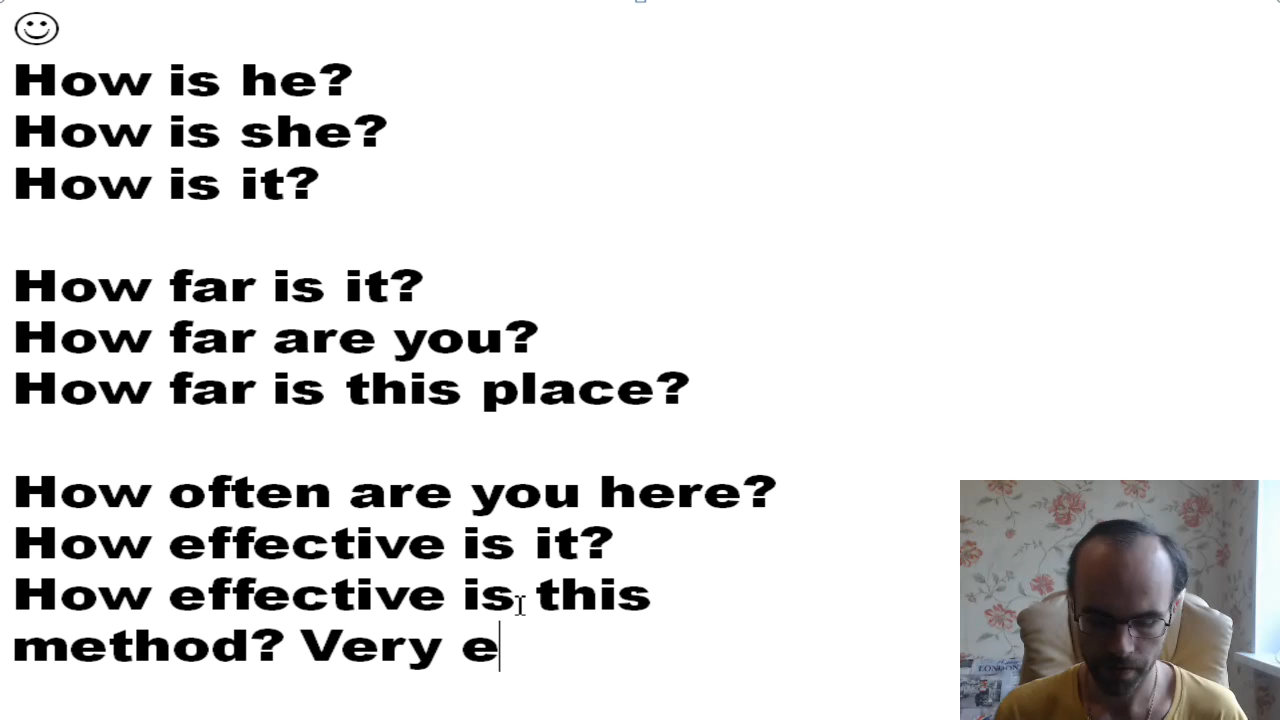 How is he?
How is she?
How is it?
How far is it?
How far are you?
How far is this place?
How often are you here?
How effective is it?
How effective is this
method? Very e
LONDON